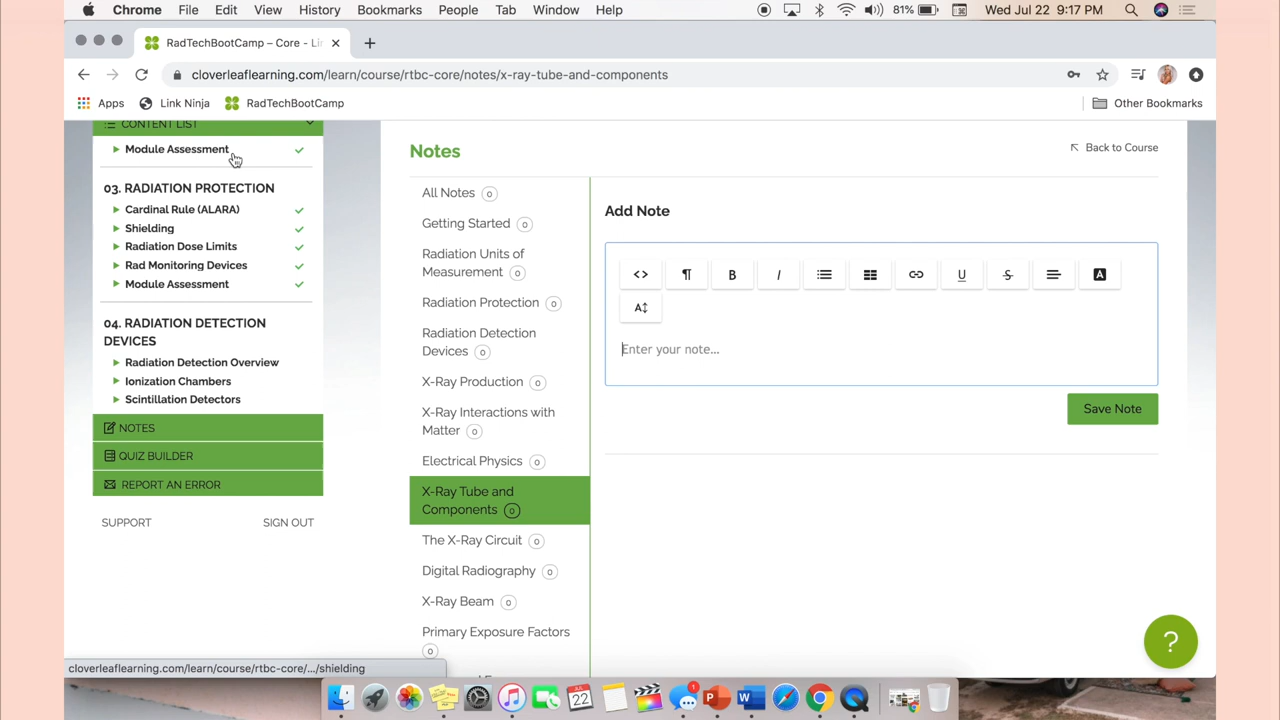 Chrome File Edit View History Bookmarks People Tab Window Help 81% Wed Jul 22 9:17 PM
RadTechBootCamp – Core - Li
cloverleaflearning.com/learn/course/rtbc-core/notes/x-ray-tube-and-components
Apps Link Ninja RadTechBootCamp Other Bookmarks
CONTENT LIST
Module Assessment
03. RADIATION PROTECTION
Cardinal Rule (ALARA)
Shielding
Radiation Dose Limits
Rad Monitoring Devices
Module Assessment
04. RADIATION DETECTION
DEVICES
Radiation Detection Overview
Ionization Chambers
Scintillation Detectors
NOTES
QUIZ BUILDER
REPORT AN ERROR
SUPPORT SIGN OUT
Notes
Back to Course
All Notes 0
Getting Started 0
Radiation Units of
Measurement 0
Radiation Protection 0
Radiation Detection
Devices 0
X-Ray Production 0
X-Ray Interactions with
Matter 0
Electrical Physics 0
X-Ray Tube and
Components 0
The X-Ray Circuit 0
Digital Radiography 0
X-Ray Beam 0
Primary Exposure Factors
0
Add Note
<> ¶ B I U S A
A↕
Enter your note...
Save Note
?
cloverleaflearning.com/learn/course/rtbc-core/.../shielding
JUL
22
1